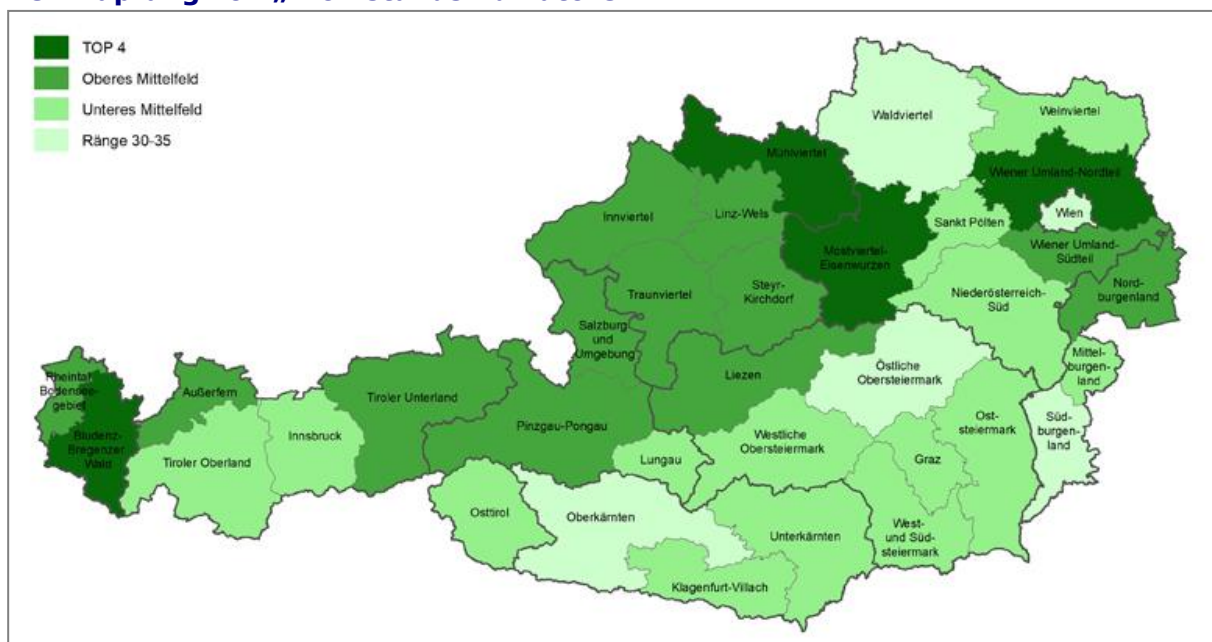 TOP 4
Oberes Mittelfeld
Unteres Mittelfeld
Ränge 30-35
Waldviertel
Weinviertel
Mühlviertel
Wiener Umland-Nordteil
Wien
Innviertel
Linz-Wels
Sankt Pölten
Mostviertel-
Eisenwurzen
Wiener Umland-
Südteil
Nord-
burgenland
Traunviertel
Steyr-
Kirchdorf
Niederösterreich-
Süd
Salzburg
und
Umgebung
Mittel-
burgen-
land
Rheintal-
Bodensee-
gebiet
Außerfern
Liezen
Östliche
Obersteiermark
Tiroler Unterland
Bludenz-
Bregenzer
Wald
Innsbruck
Pinzgau-Pongau
Ost-
steiermark
Süd-
burgen-
land
Tiroler Oberland
Lungau
Westliche
Obersteiermark
Graz
Osttirol
Oberkärnten
Unterkärnten
West-
und Süd-
steiermark
Klagenfurt-Villach